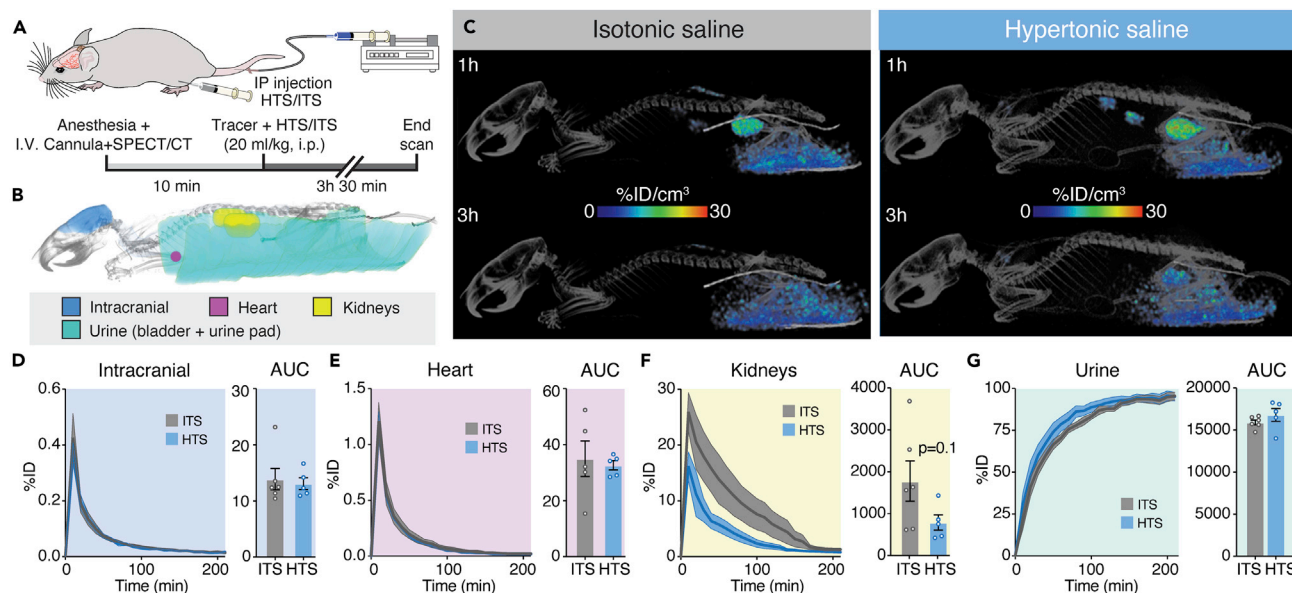 A
IP injection
HTS/ITS
Anesthesia +
I.V. Cannula+SPECT/CT
Tracer + HTS/ITS
(20 ml/kg, i.p.)
End
scan
10 min
3h 30 min
B
Intracranial
Heart
Kidneys
Urine (bladder + urine pad)
C
Isotonic saline
Hypertonic saline
1h
%ID/cm³
0
30
%ID/cm³
0
30
3h
D
Intracranial
AUC
%ID
0.6
0.4
0.2
0.0
ITS
HTS
0
100
200
Time (min)
30
20
10
0
ITS HTS
E
Heart
AUC
%ID
1.5
1.0
0.5
0.0
ITS
HTS
0
100
200
Time (min)
60
40
20
0
ITS HTS
F
Kidneys
AUC
%ID
30
20
10
0
ITS
HTS
0
100
200
Time (min)
4000
3000
2000
1000
0
p=0.1
ITS HTS
G
Urine
AUC
%ID
100
75
50
25
0
ITS
HTS
0
100
200
Time (min)
20000
15000
10000
5000
0
ITS HTS